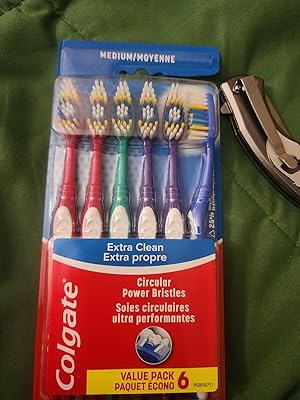 MEDIUM/MOYENNE
25%
Extra Clean
Extra propre
Colgate
Circular
Power Bristles
Soies circulaires
ultra performantes
VALUE PACK
PAQUET ÉCONO
6